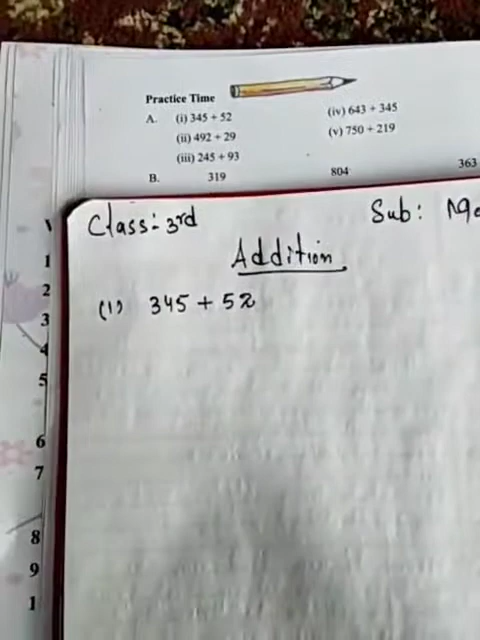 Practice Time
A. (i) 345 + 52 (iv) 643 + 345
(ii) 492 + 29 (v) 750 + 219
(iii) 245 + 93
B. 319 804 363
Class: 3rd Sub:
Addition
(1) 345 + 52
1
2
3
4
5
6
7
8
9
1